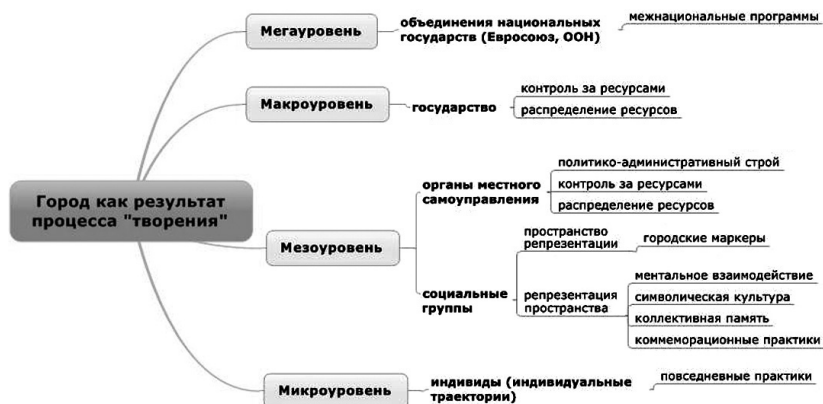 Город как результат
процесса "творения"
Мегауровень
объединения национальных
государств (Евросоюз, ООН)
межнациональные программы
Макроуровень
государство
контроль за ресурсами
распределение ресурсов
Мезоуровень
органы местного
самоуправления
политико-административный строй
контроль за ресурсами
распределение ресурсов
социальные
группы
пространство
репрезентации
городские маркеры
репрезентация
пространства
ментальное взаимодействие
символическая культура
коллективная память
коммеморационные практики
Микроуровень
индивиды (индивидуальные
траектории)
повседневные практики